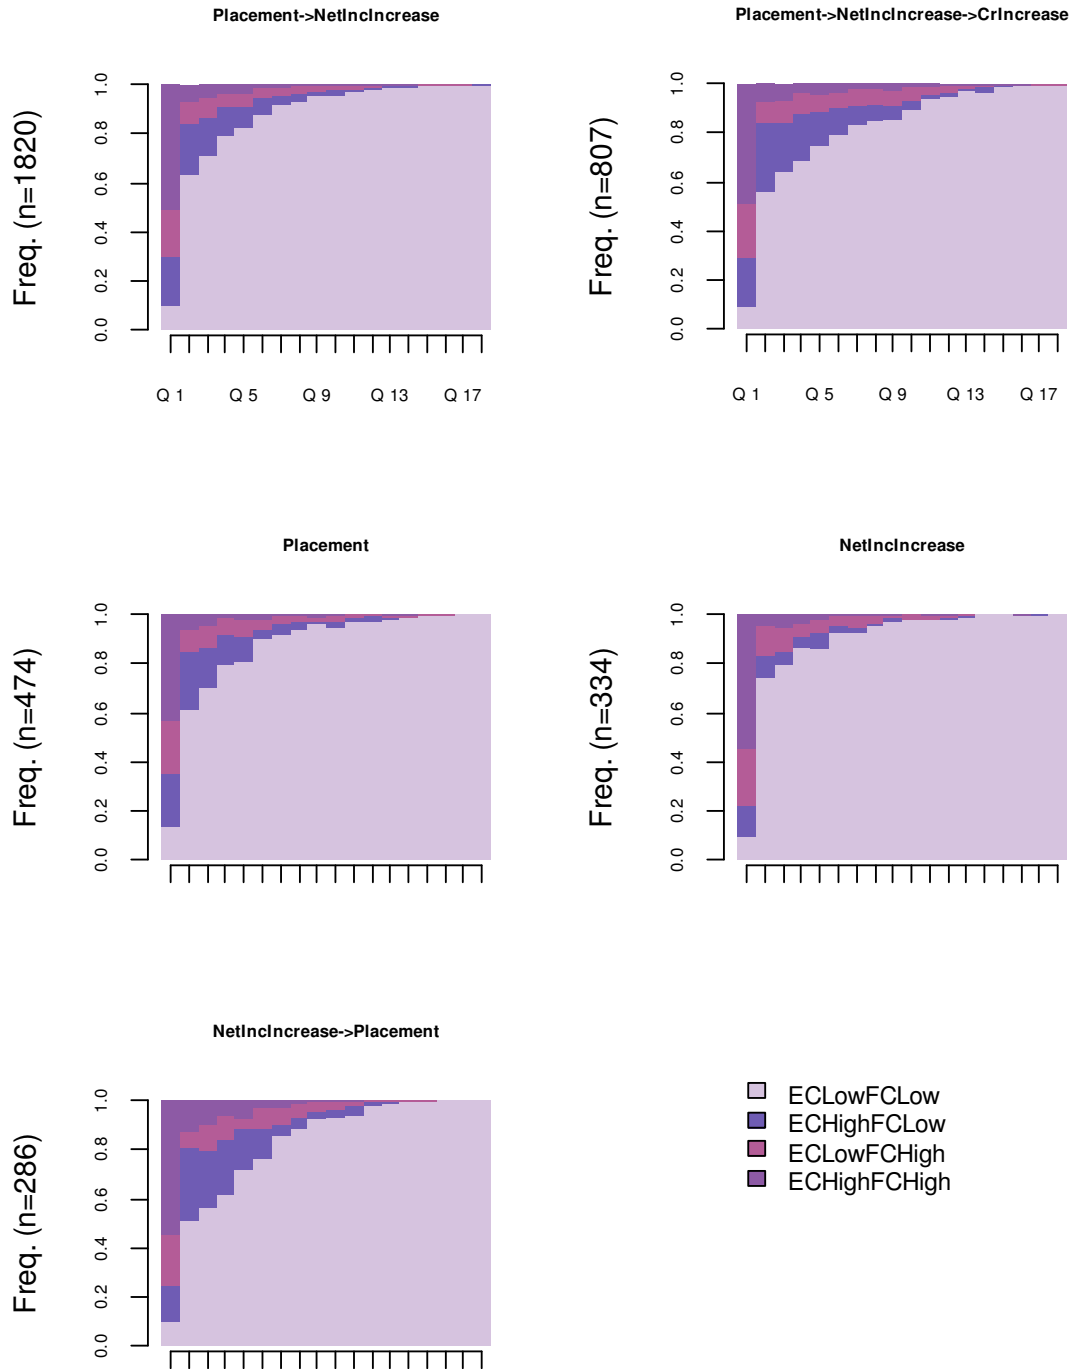 Placement->NetIncIncrease
Freq. (n=1820)
0.0 0.2 0.4 0.6 0.8 1.0
Q 1 Q 5 Q 9 Q 13 Q 17
Placement->NetIncIncrease->CrIncrease
Freq. (n=807)
0.0 0.2 0.4 0.6 0.8 1.0
Q 1 Q 5 Q 9 Q 13 Q 17
Placement
Freq. (n=474)
0.0 0.2 0.4 0.6 0.8 1.0
NetIncIncrease
Freq. (n=334)
0.0 0.2 0.4 0.6 0.8 1.0
NetIncIncrease->Placement
Freq. (n=286)
0.0 0.2 0.4 0.6 0.8 1.0
ECLowFCLow
ECHighFCLow
ECLowFCHigh
ECHighFCHigh